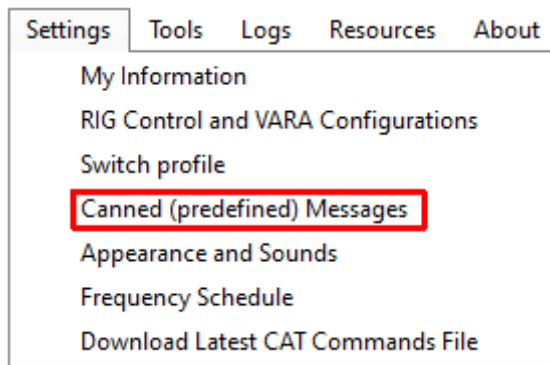 Settings Tools Logs Resources About
My Information
RIG Control and VARA Configurations
Switch profile
Canned (predefined) Messages
Appearance and Sounds
Frequency Schedule
Download Latest CAT Commands File